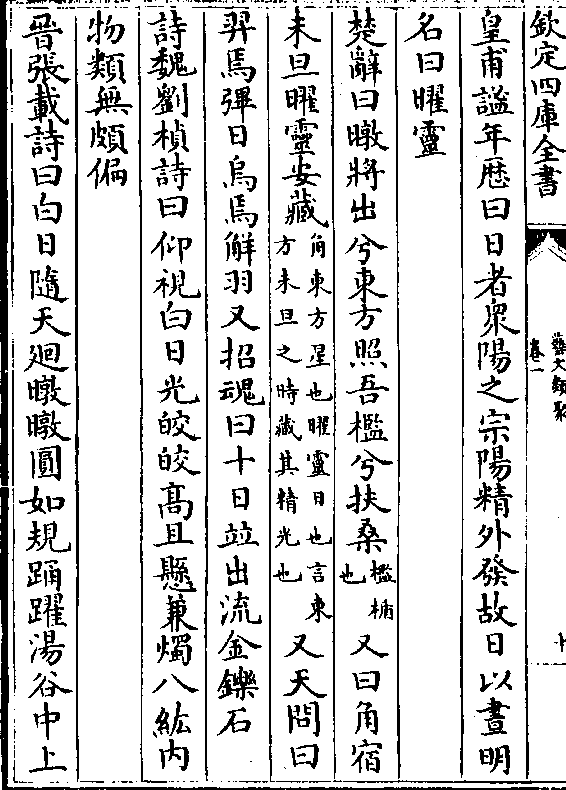 欽定四庫全書
藝文類聚
卷一
皇甫謐年歴曰日者衆陽之宗陽精外發故日以晝明
名曰曜靈
楚辭曰暾將出兮東方照吾檻兮扶桑檻楯也又曰角宿
未旦曜靈安藏角東方星也曜靈日也言東方未旦之時藏其精光也又天問曰
羿焉彈日烏焉觧羽又招魂曰十日竝出流金鑠石
詩魏劉楨詩曰仰視白日光皎皎髙且懸兼燭八紘内
物類無頗偏
晉張載詩曰白日隨天廻暾暾圓如規踊躍湯谷中上